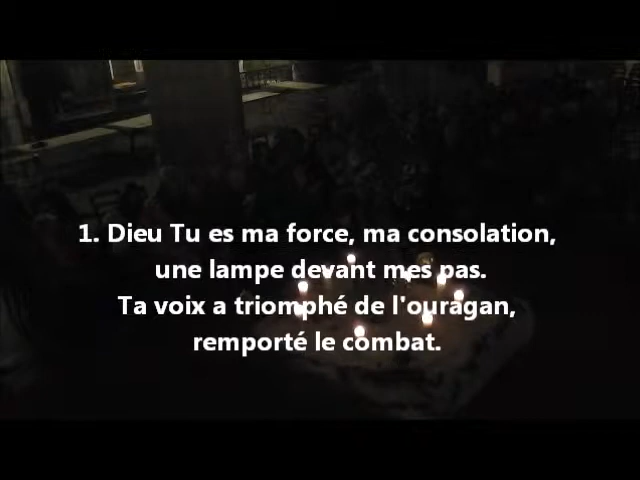 1. Dieu Tu es ma force, ma consolation,
une lampe devant mes pas.
Ta voix a triomphé de l'ouragan,
remporté le combat.